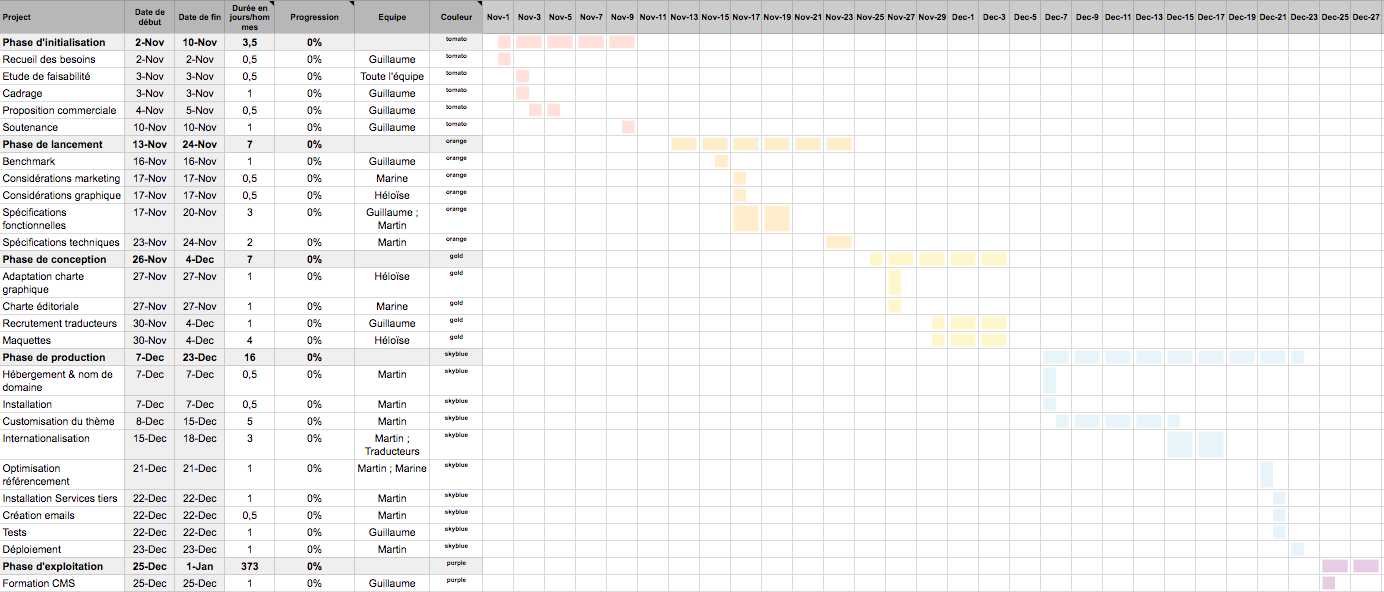 Project Date de début Date de fin Durée en jours/hommes Progression Equipe Couleur Nov-1 Nov-3 Nov-5 Nov-7 Nov-9 Nov-11 Nov-13 Nov-15 Nov-17 Nov-19 Nov-21 Nov-23 Nov-25 Nov-27 Nov-29 Dec-1 Dec-3 Dec-5 Dec-7 Dec-9 Dec-11 Dec-13 Dec-15 Dec-17 Dec-19 Dec-21 Dec-23 Dec-25 Dec-27
Phase d'initialisation 2-Nov 10-Nov 3,5 0% tomato
Recueil des besoins 2-Nov 2-Nov 0,5 0% Guillaume tomato
Etude de faisabilité 3-Nov 3-Nov 0,5 0% Toute l'équipe tomato
Cadrage 3-Nov 3-Nov 1 0% Guillaume tomato
Proposition commerciale 4-Nov 5-Nov 0,5 0% Guillaume tomato
Soutenance 10-Nov 10-Nov 1 0% Guillaume tomato
Phase de lancement 13-Nov 24-Nov 7 0% orange
Benchmark 16-Nov 16-Nov 1 0% Guillaume orange
Considérations marketing 17-Nov 17-Nov 0,5 0% Marine orange
Considérations graphique 17-Nov 17-Nov 0,5 0% Héloïse orange
Spécifications fonctionnelles 17-Nov 20-Nov 3 0% Guillaume ; Martin orange
Spécifications techniques 23-Nov 24-Nov 2 0% Martin orange
Phase de conception 26-Nov 4-Dec 7 0% gold
Adaptation charte graphique 27-Nov 27-Nov 1 0% Héloïse gold
Charte éditoriale 27-Nov 27-Nov 1 0% Marine gold
Recrutement traducteurs 30-Nov 4-Dec 1 0% Guillaume gold
Maquettes 30-Nov 4-Dec 4 0% Héloïse gold
Phase de production 7-Dec 23-Dec 16 0% skyblue
Hébergement & nom de domaine 7-Dec 7-Dec 0,5 0% Martin skyblue
Installation 7-Dec 7-Dec 0,5 0% Martin skyblue
Customisation du thème 8-Dec 15-Dec 5 0% Martin skyblue
Internationalisation 15-Dec 18-Dec 3 0% Martin ; Traducteurs skyblue
Optimisation référencement 21-Dec 21-Dec 1 0% Martin ; Marine skyblue
Installation Services tiers 22-Dec 22-Dec 1 0% Martin skyblue
Création emails 22-Dec 22-Dec 0,5 0% Martin skyblue
Tests 22-Dec 22-Dec 1 0% Guillaume skyblue
Déploiement 23-Dec 23-Dec 1 0% Martin skyblue
Phase d'exploitation 25-Dec 1-Jan 373 0% purple
Formation CMS 25-Dec 25-Dec 1 0% Guillaume purple